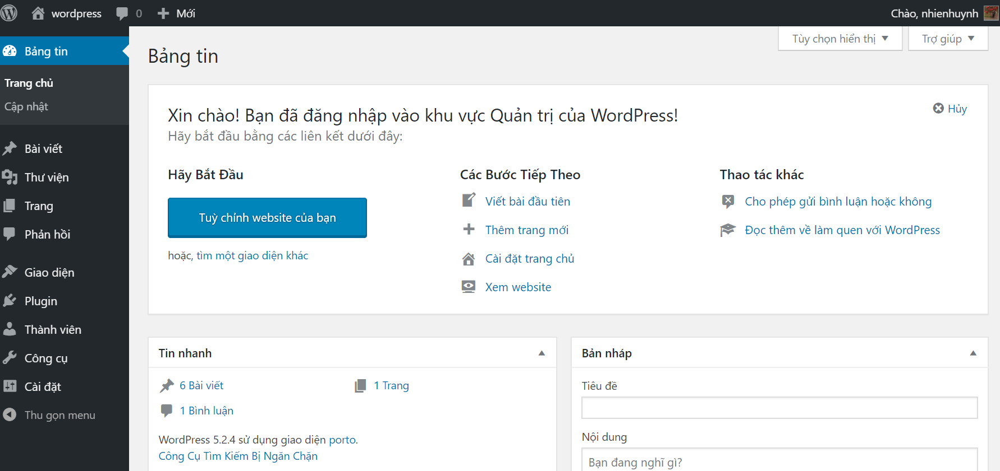 wordpress
0
Mới
Chào, nhienhuynh
Bảng tin
Trang chủ
Cập nhật
Bài viết
Thư viện
Trang
Phản hồi
Giao diện
Plugin
Thành viên
Công cụ
Cài đặt
Thu gọn menu
Tùy chọn hiển thị
Trợ giúp
Bảng tin
Xin chào! Bạn đã đăng nhập vào khu vực Quản trị của WordPress!
Hủy
Hãy bắt đầu bằng các liên kết dưới đây:
Hãy Bắt Đầu
Tuỳ chỉnh website của bạn
hoặc, tìm một giao diện khác
Các Bước Tiếp Theo
Viết bài đầu tiên
Thêm trang mới
Cài đặt trang chủ
Xem website
Thao tác khác
Cho phép gửi bình luận hoặc không
Đọc thêm về làm quen với WordPress
Tin nhanh
6 Bài viết
1 Trang
1 Bình luận
WordPress 5.2.4 sử dụng giao diện porto.
Công Cụ Tìm Kiếm Bị Ngăn Chặn
Bản nháp
Tiêu đề
Nội dung
Bạn đang nghĩ gì?